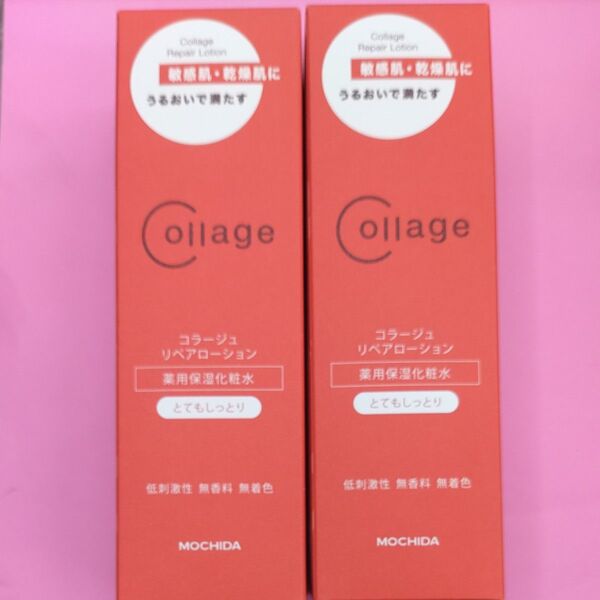 Collage
Repair Lotion
敏感肌・乾燥肌に
うるおいで満たす
Collage
コラージュ
リペアローション
薬用保湿化粧水
とてもしっとり
低刺激性 無香料 無着色
MOCHIDA
Collage
Repair Lotion
敏感肌・乾燥肌に
うるおいで満たす
Collage
コラージュ
リペアローション
薬用保湿化粧水
とてもしっとり
低刺激性 無香料 無着色
MOCHIDA